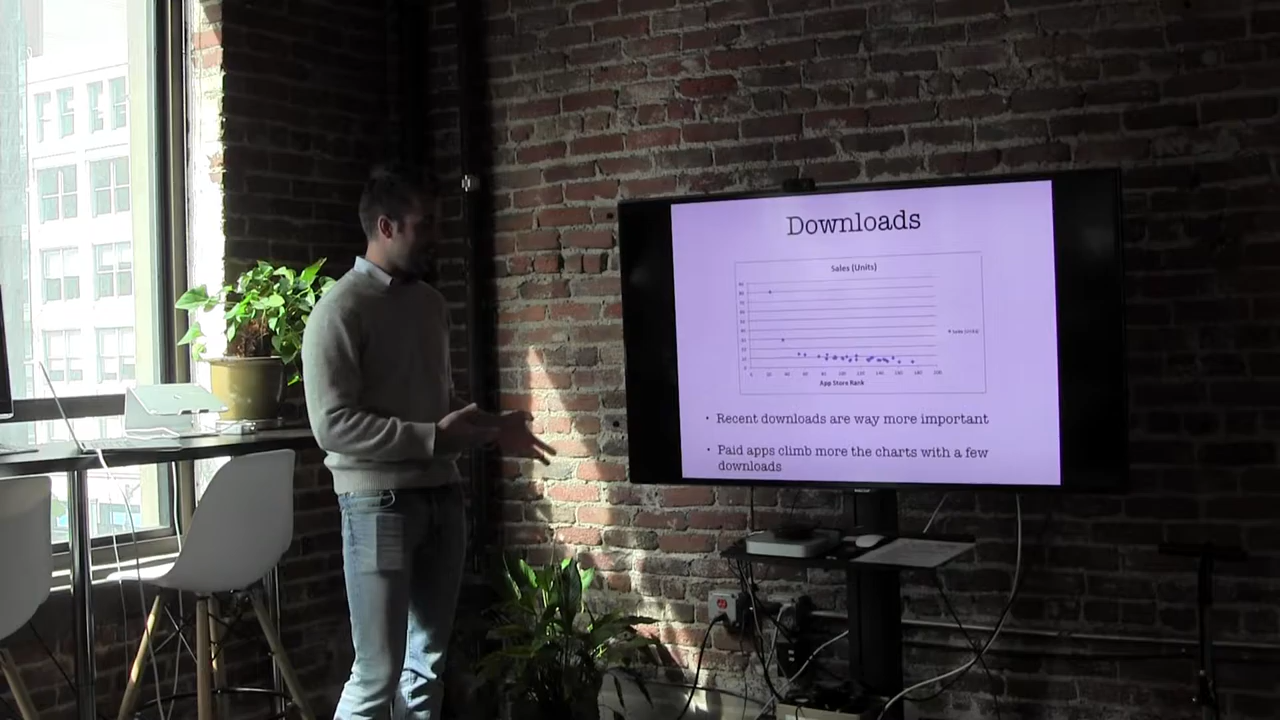 Downloads
Sales (Units)
App Store Rank
• Recent downloads are way more important
• Paid apps climb more the charts with a few
downloads